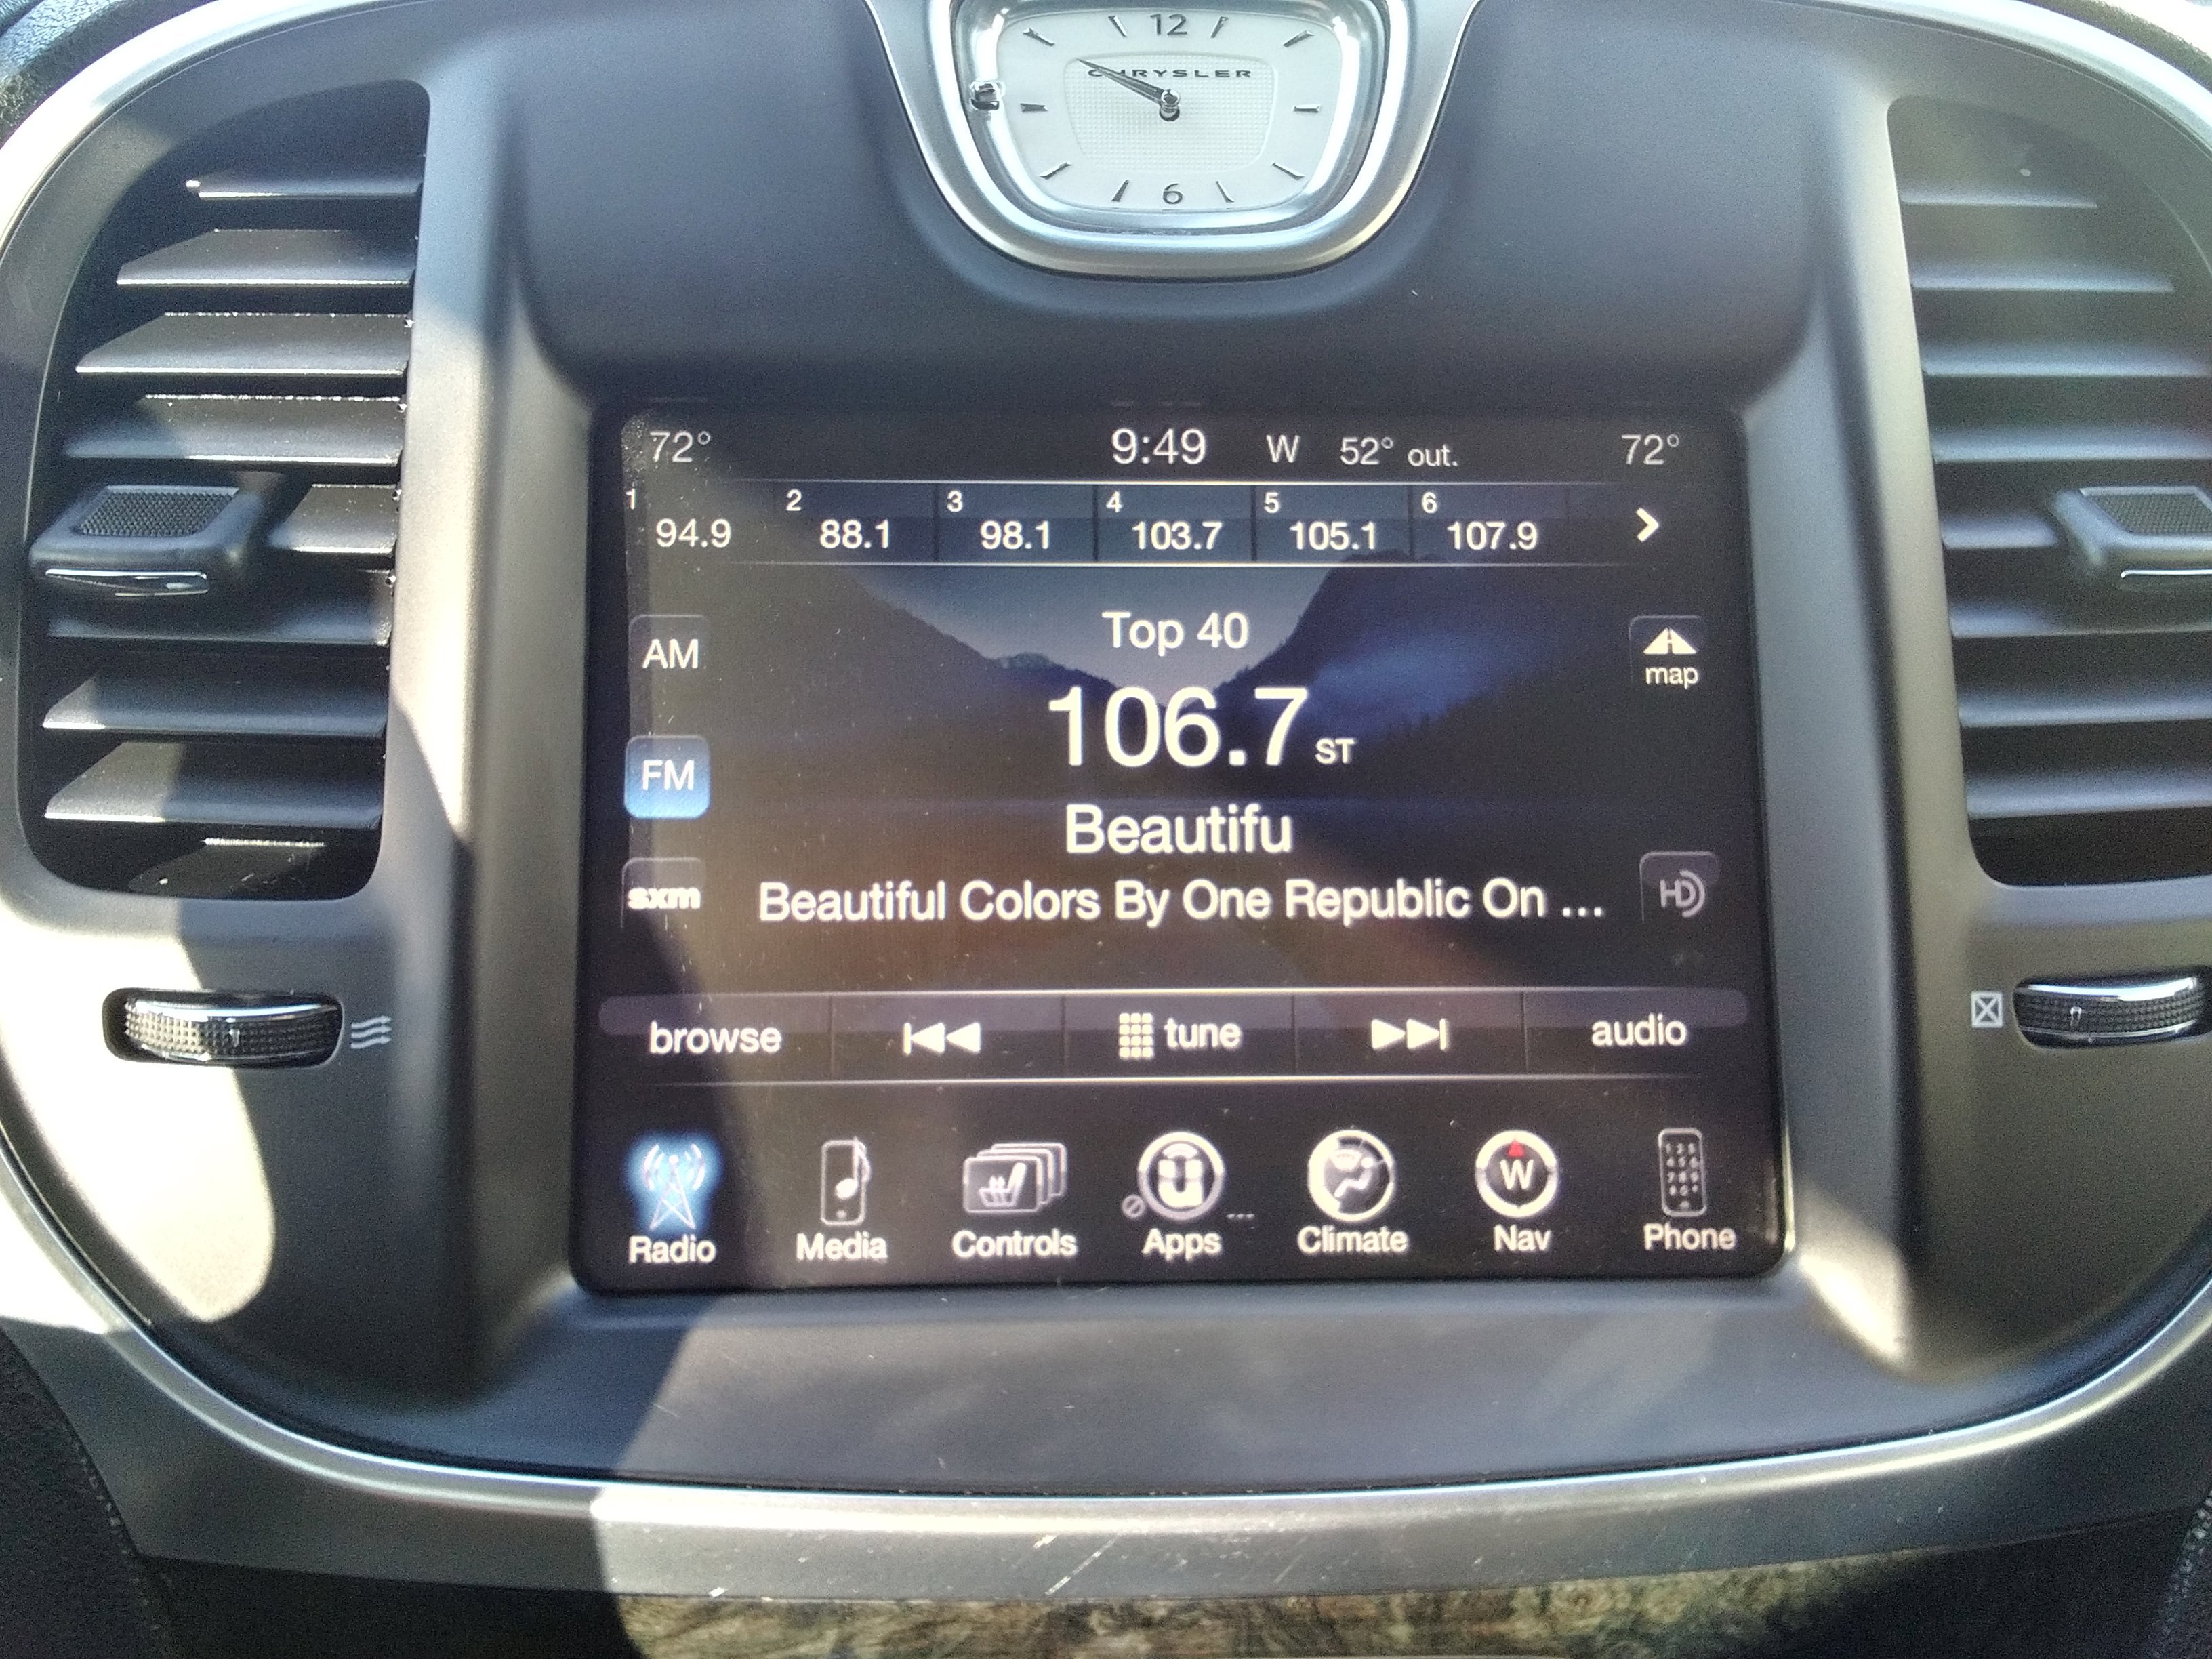 12
CHRYSLER
6
72° 9:49 W 52° out. 72°
1 2 3 4 5 6
94.9 88.1 98.1 103.7 105.1 107.9
Top 40
AM
map
106.7 ST
FM
Beautifu
HD
sxm
Beautiful Colors By One Republic On ...
browse tune audio
W
Radio Media Controls Apps Climate Nav Phone